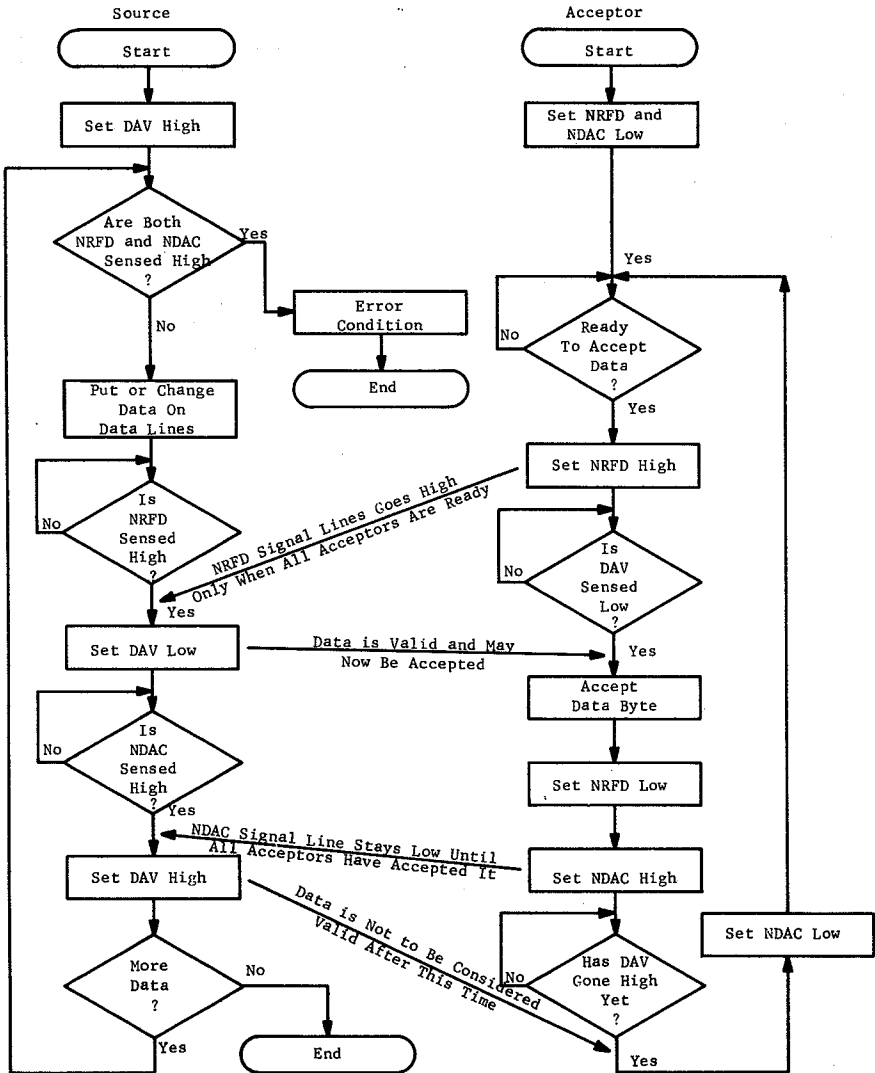 Source
Start
Set DAV High
Are Both
NRFD and NDAC
Sensed High
?
Yes
No
Error
Condition
End
Put or Change
Data On
Data Lines
Is
NRFD
Sensed
High
?
No
Yes
Set DAV Low
Is
NDAC
Sensed
High
?
No
Yes
Set DAV High
More
Data
?
No
Yes
End
NRFD Signal Lines Goes High
Only When All Acceptors Are Ready
Data is Valid and May
Now Be Accepted
NDAC Signal Line Stays Low Until
All Acceptors Have Accepted It
Data is Not to Be Considered
Valid After This Time
Acceptor
Start
Set NRFD and
NDAC Low
Yes
Ready
To Accept
Data
?
No
Yes
Set NRFD High
Is
DAV
Sensed
Low
?
No
Yes
Accept
Data Byte
Set NRFD Low
Set NDAC High
Has DAV
Gone High
Yet
?
No
Yes
Set NDAC Low